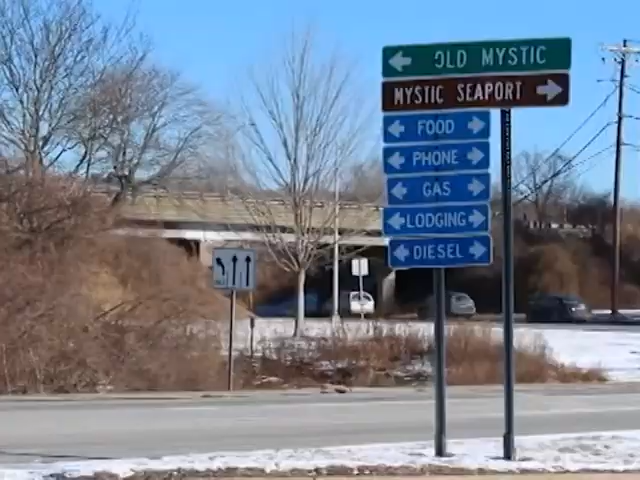 OLD MYSTIC
MYSTIC SEAPORT
FOOD
PHONE
GAS
LODGING
DIESEL